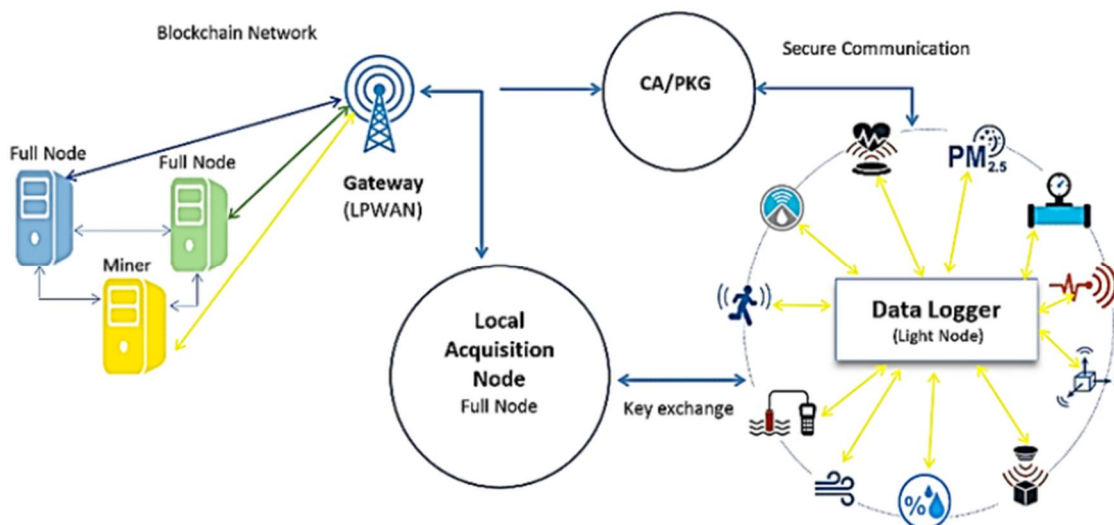 Blockchain Network
Secure Communication
CA/PKG
Full Node
Full Node
Gateway
(LPWAN)
Miner
PM2.5
Data Logger
(Light Node)
Local
Acquisition
Node
Full Node
Key exchange
%